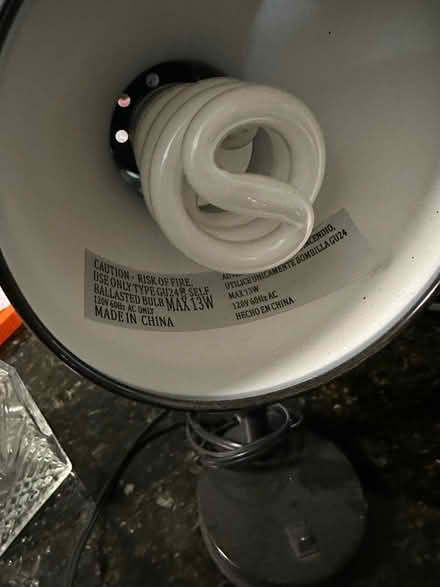 CAUTION - RISK OF FIRE.
USE ONLY TYPE GU24 SELF
BALLASTED BULB MAX 13W
120V 60Hz AC ONLY
MADE IN CHINA
INCENDIO.
UTILICE UNICAMENTE BOMBILLA GU24
MAX 13W
120V 60Hz AC
HECHO EN CHINA